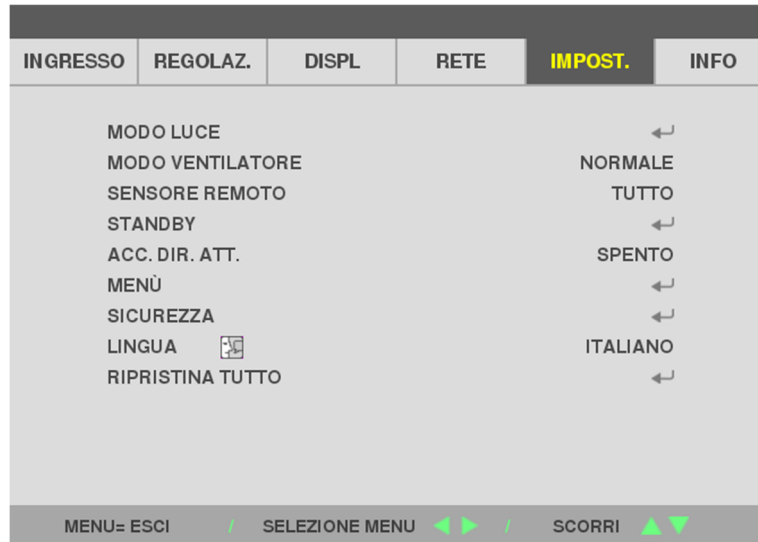 INGRESSO REGOLAZ. DISPL RETE IMPOST. INFO
MODO LUCE
MODO VENTILATORE NORMALE
SENSORE REMOTO TUTTO
STANDBY
ACC. DIR. ATT. SPENTO
MENÙ
SICUREZZA
LINGUA ITALIANO
RIPRISTINA TUTTO
MENU= ESCI / SELEZIONE MENU / SCORRI